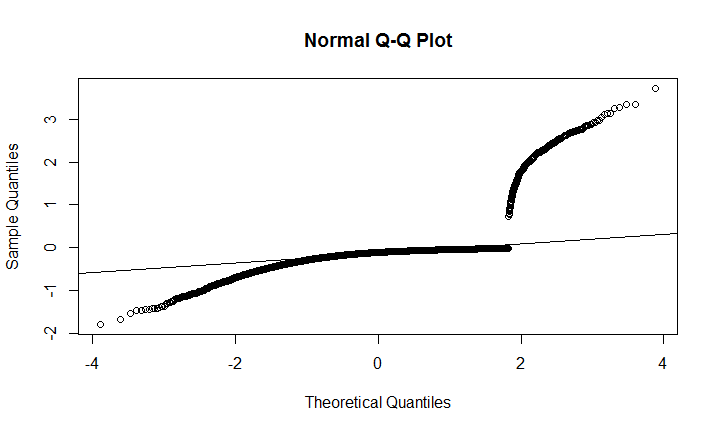 Normal Q-Q Plot
3
2
1
0
-1
-2
Sample Quantiles
-4 -2 0 2 4
Theoretical Quantiles